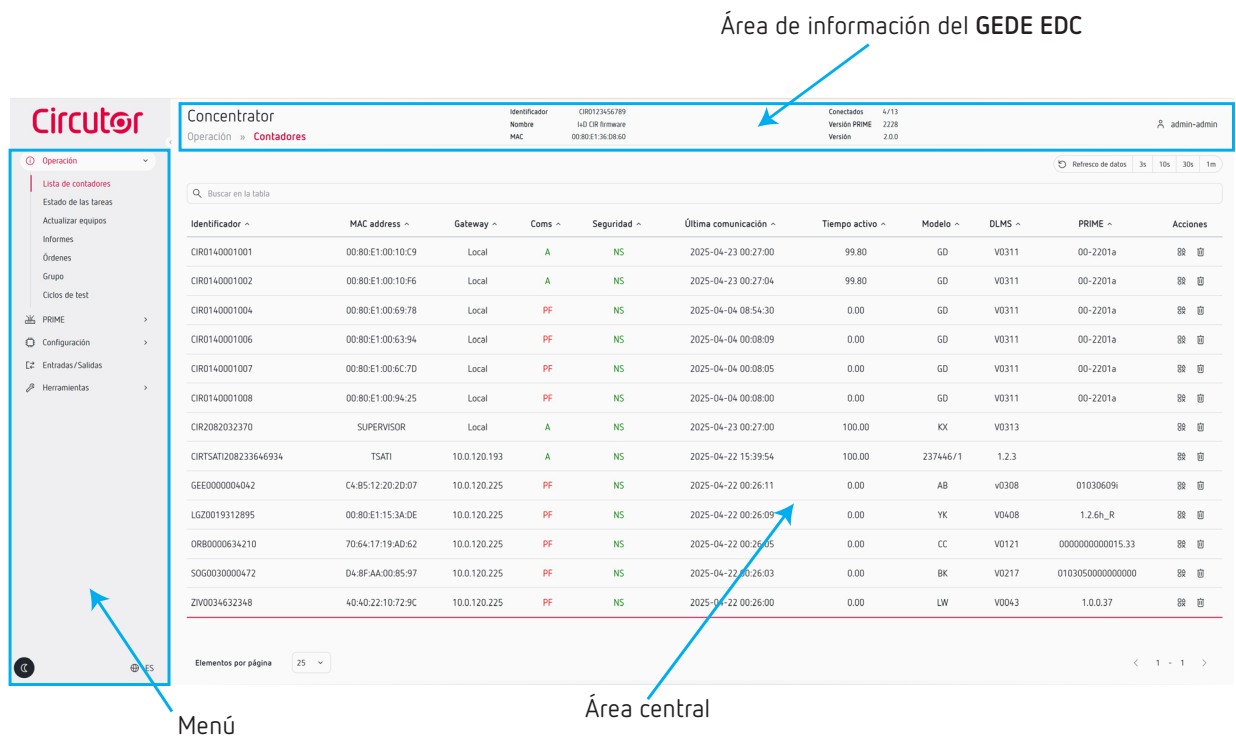 Área de información del GEDE EDC
Circutor
Concentrator
Operación » Contadores
Identificador CIR0123456789
Nombre I+D CIR firmware
MAC 00:80:E1:36:D8:60
Conectados 4/13
Versión PRIME 2228
Versión 2.0.0
admin-admin
Operación
Lista de contadores
Estado de las tareas
Actualizar equipos
Informes
Órdenes
Grupo
Ciclos de test
PRIME
Configuración
Entradas/Salidas
Herramientas
ES
Refresco de datos 3s 10s 30s 1m
Buscar en la tabla
Identificador MAC address Gateway Coms Seguridad Última comunicación Tiempo activo Modelo DLMS PRIME Acciones
CIR0140001001 00:80:E1:00:10:C9 Local A NS 2025-04-23 00:27:00 99.80 GD V0311 00-2201a
CIR0140001002 00:80:E1:00:10:F6 Local A NS 2025-04-23 00:27:04 99.80 GD V0311 00-2201a
CIR0140001004 00:80:E1:00:69:78 Local PF NS 2025-04-04 08:54:30 0.00 GD V0311 00-2201a
CIR0140001006 00:80:E1:00:63:94 Local PF NS 2025-04-04 00:08:09 0.00 GD V0311 00-2201a
CIR0140001007 00:80:E1:00:6C:7D Local PF NS 2025-04-04 00:08:05 0.00 GD V0311 00-2201a
CIR0140001008 00:80:E1:00:94:25 Local PF NS 2025-04-04 00:08:00 0.00 GD V0311 00-2201a
CIR2082032370 SUPERVISOR Local A NS 2025-04-23 00:27:00 100.00 KX V0313
CIRTSATI208233646934 TSATI 10.0.120.193 A NS 2025-04-22 15:39:54 100.00 237446/1 1.2.3
GEE0000004042 C4:B5:12:20:2D:07 10.0.120.225 PF NS 2025-04-22 00:26:11 0.00 AB v0308 01030609i
LGZ0019312895 00:80:E1:15:3A:DE 10.0.120.225 PF NS 2025-04-22 00:26:09 0.00 YK V0408 1.2.6h_R
ORB0000634210 70:64:17:19:AD:62 10.0.120.225 PF NS 2025-04-22 00:26:05 0.00 CC V0121 0000000000015.33
SOG0030000472 D4:8F:AA:00:85:97 10.0.120.225 PF NS 2025-04-22 00:26:03 0.00 BK V0217 0103050000000000
ZIV0034632348 40:40:22:10:72:9C 10.0.120.225 PF NS 2025-04-22 00:26:00 0.00 LW V0043 1.0.0.37
Elementos por página 25
1 - 1
Menú
Área central